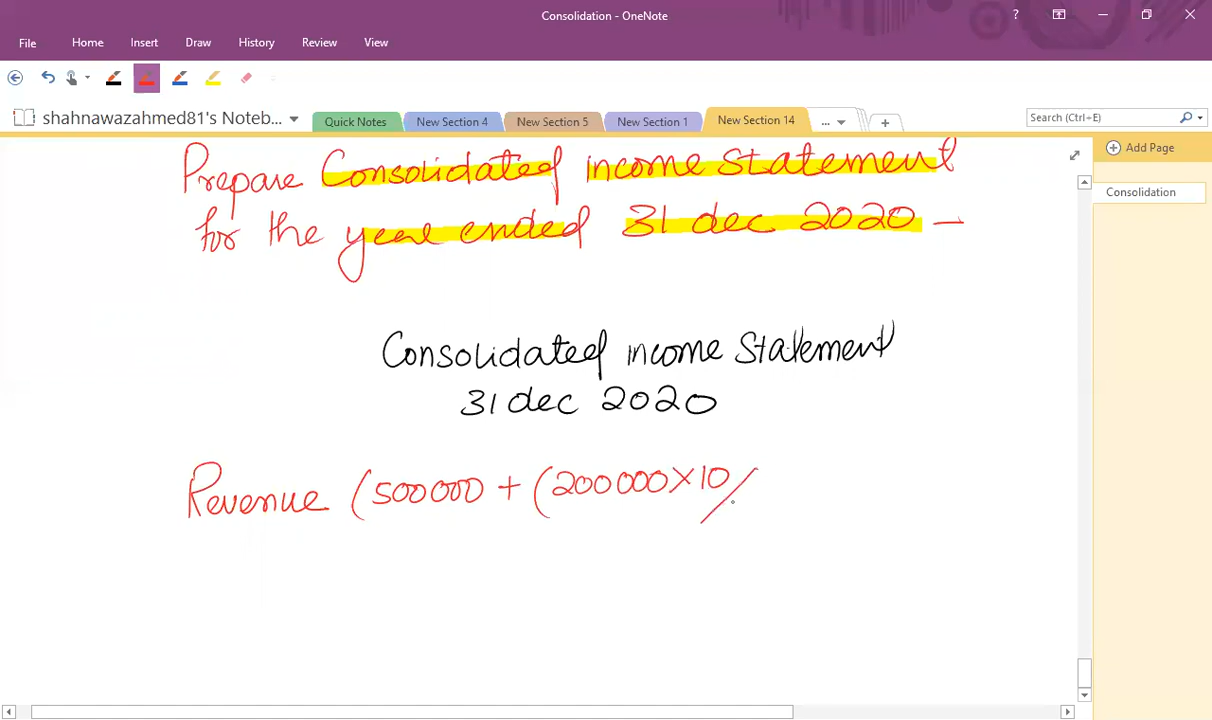 Consolidation - OneNote
?
File Home Insert Draw History Review View
shahnawazahmed81's Noteb... Quick Notes New Section 4 New Section 5 New Section 1 New Section 14 ... + Search (Ctrl+E)
Add Page
Consolidation
Prepare Consolidated income Statement
for the year ended 31 dec 2020 -
Consolidated income Statement
31 dec 2020
Revenue (500000 + (200000×10/